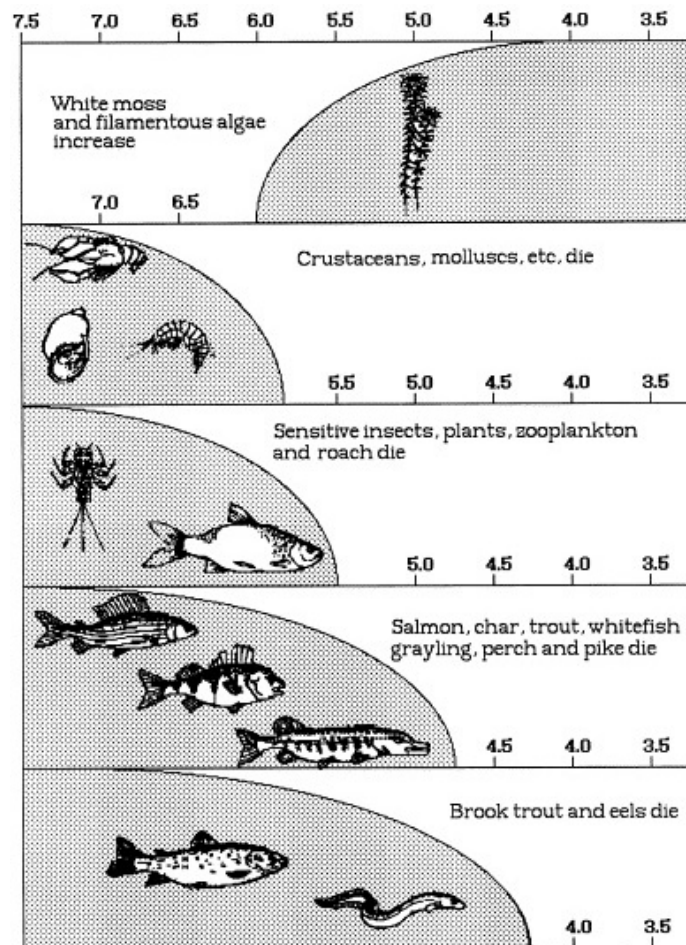 7.5 7.0 6.5 6.0 5.5 5.0 4.5 4.0 3.5
White moss
and filamentous algae
increase
7.0 6.5
Crustaceans, molluscs, etc, die
5.5 5.0 4.5 4.0 3.5
Sensitive insects, plants, zooplankton
and roach die
5.0 4.0 3.5
Salmon, char, trout, whitefish
grayling, perch and pike die
4.5 4.0 3.5
Brook trout and eels die
4.0 3.5